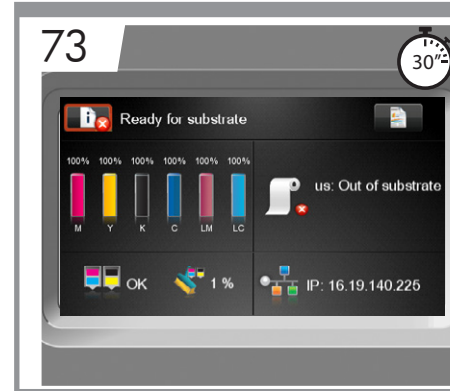 73
30"
Ready for substrate
100% 100% 100% 100% 100% 100%
M Y K C LM LC
us: Out of substrate
OK
1 %
IP: 16.19.140.225